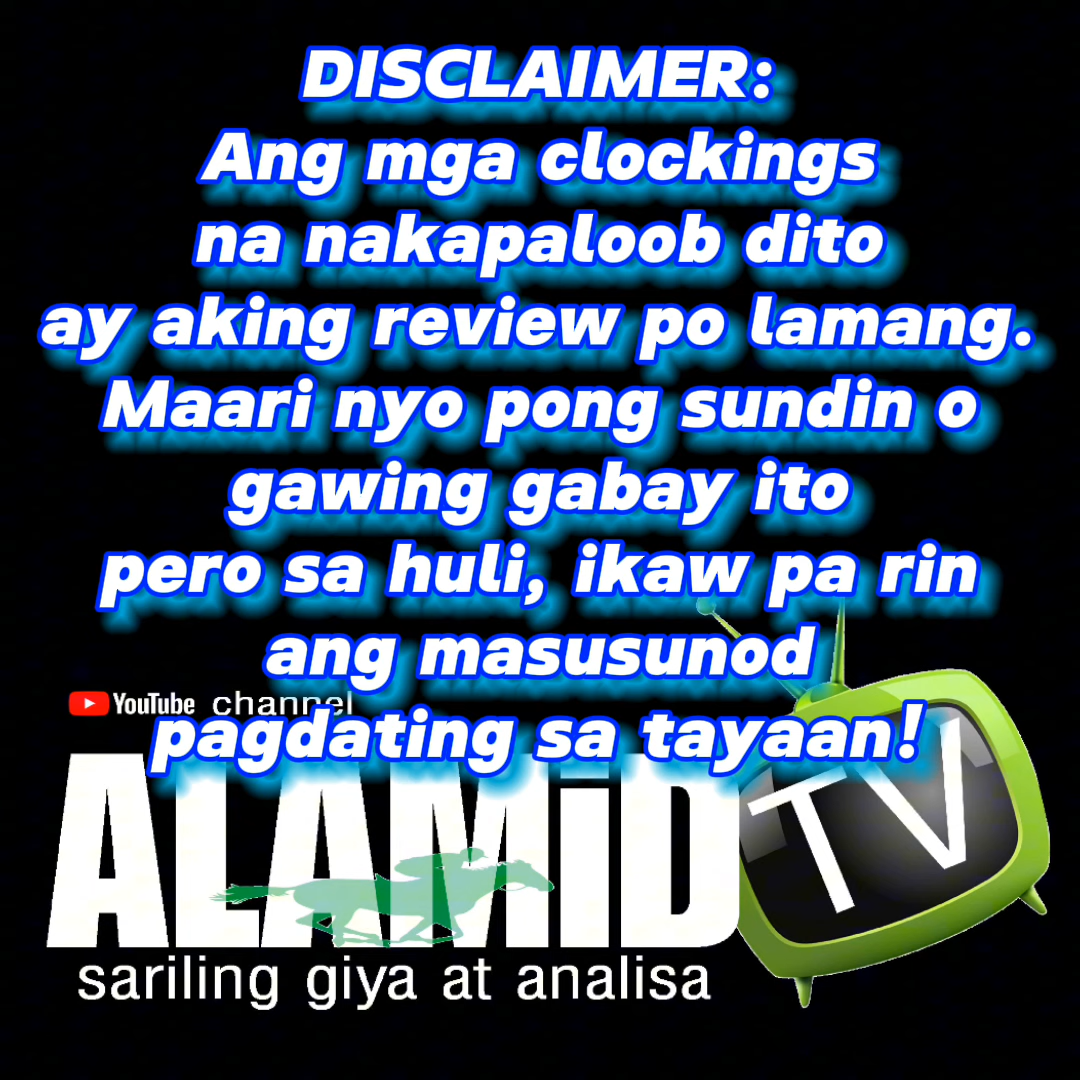 DISCLAIMER:
Ang mga clockings
na nakapaloob dito
ay aking review po lamang.
Maari nyo pong sundin o
gawing gabay ito
pero sa huli, ikaw pa rin
ang masusunod
YouTube channel
pagdating sa tayaan!
ALAMiD TV
sariling giya at analisa